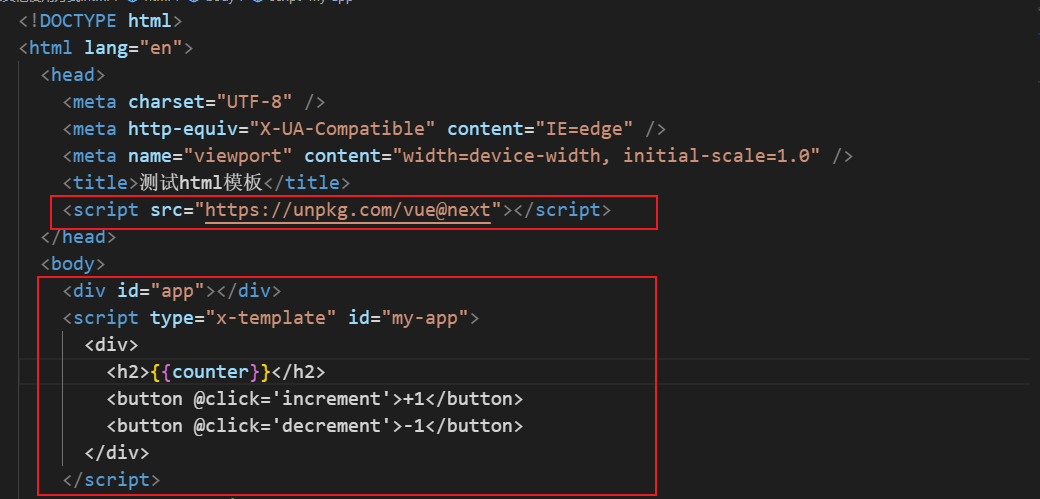 <!DOCTYPE html>
<html lang="en">
<head>
<meta charset="UTF-8" />
<meta http-equiv="X-UA-Compatible" content="IE=edge" />
<meta name="viewport" content="width=device-width, initial-scale=1.0" />
<title>测试html模板</title>
<script src="https://unpkg.com/vue@next"></script>
</head>
<body>
<div id="app"></div>
<script type="x-template" id="my-app">
<div>
<h2>{{counter}}</h2>
<button @click='increment'>+1</button>
<button @click='decrement'>-1</button>
</div>
</script>